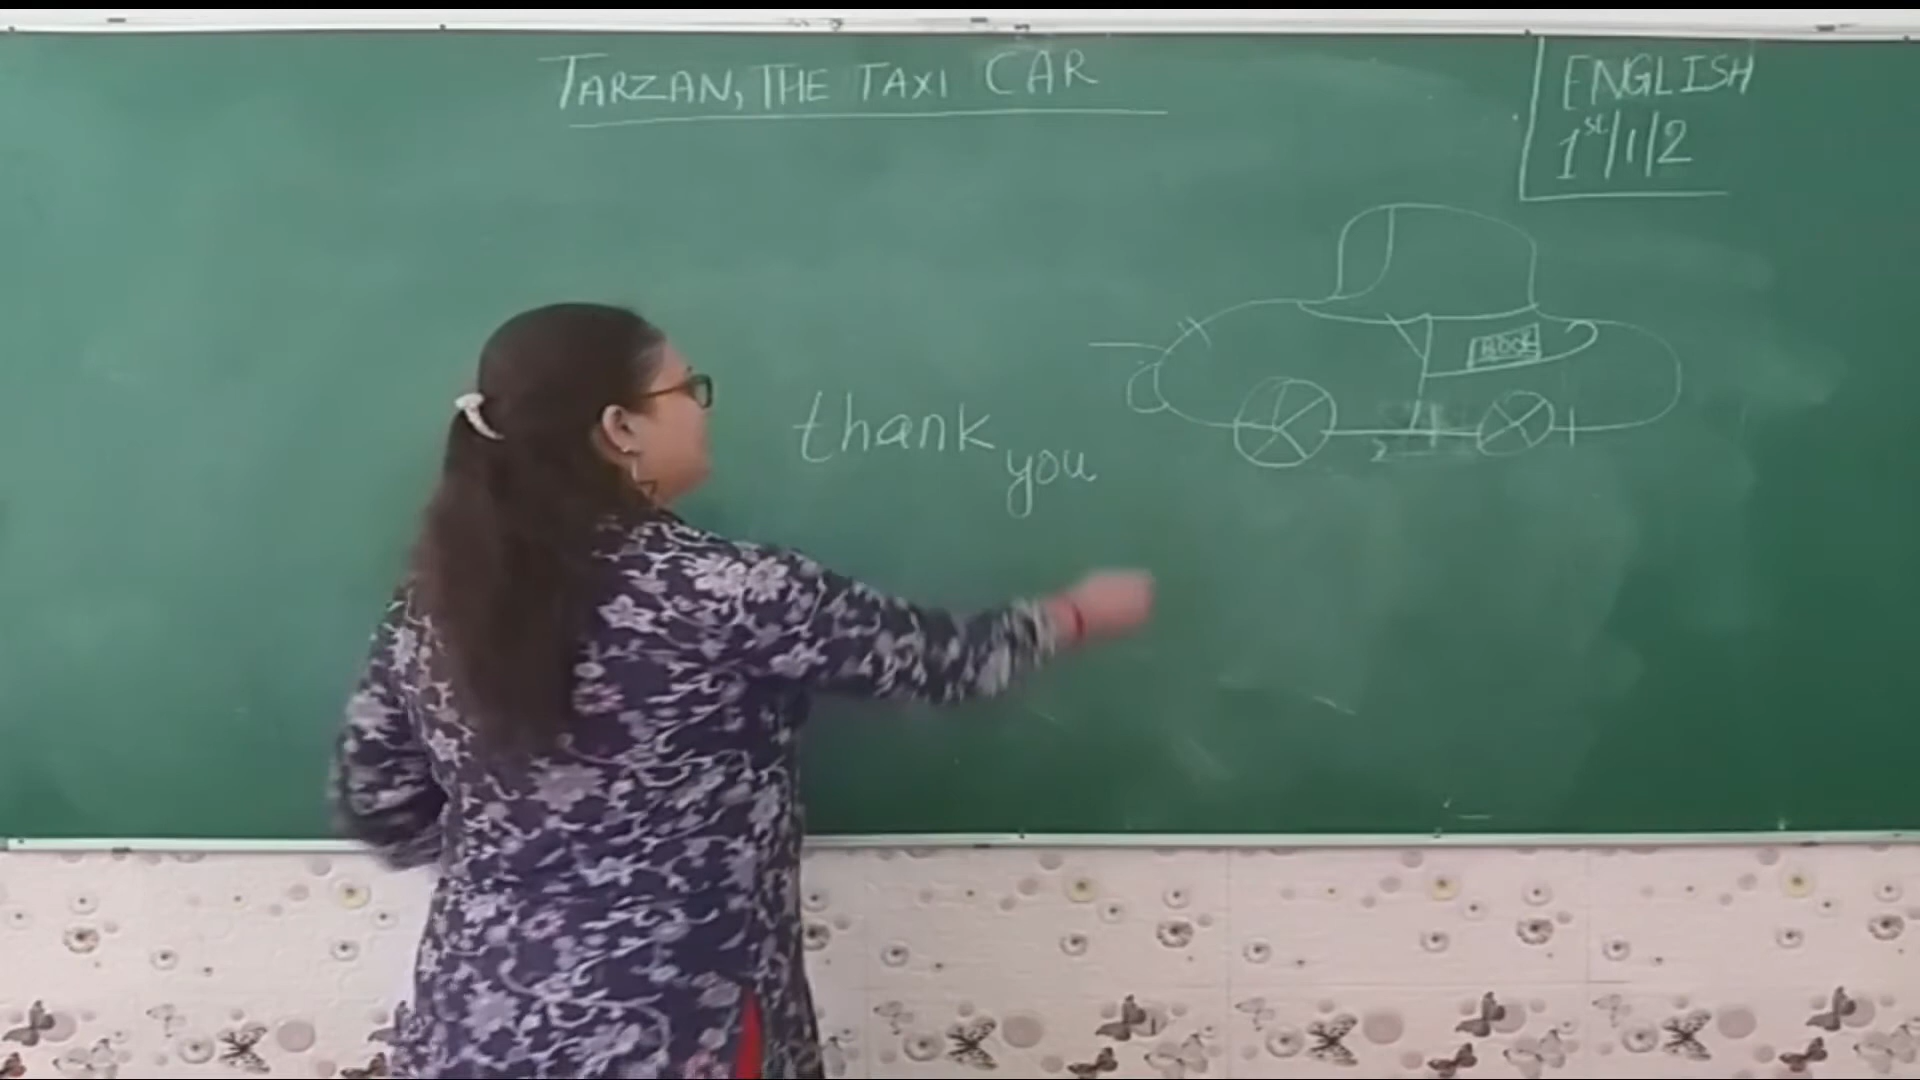 TARZAN, THE TAXI CAR
ENGLISH
1st/1/2
thank
you